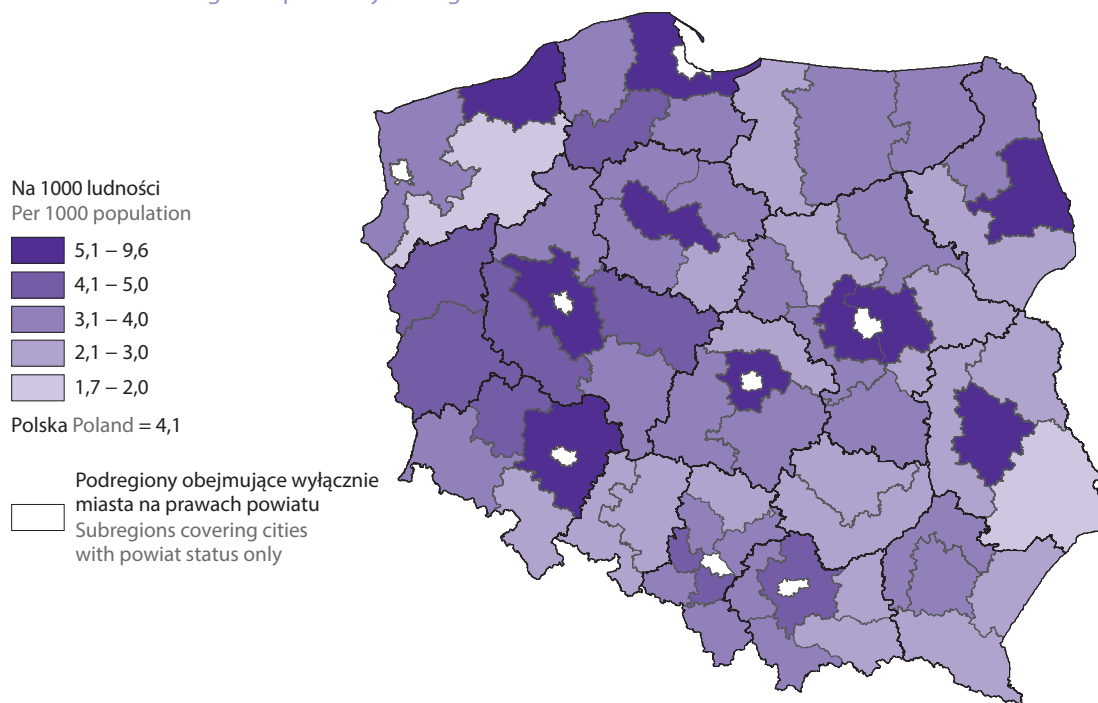 Na 1000 ludności
Per 1000 population
5,1 – 9,6
4,1 – 5,0
3,1 – 4,0
2,1 – 3,0
1,7 – 2,0
Polska Poland = 4,1
Podregiony obejmujące wyłącznie
miasta na prawach powiatu
Subregions covering cities
with powiat status only